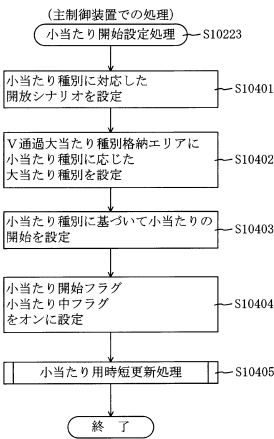 (主制御装置での処理)
小当たり開始設定処理
S10223
小当たり種別に対応した
開放シナリオを設定
S10401
V通過大当たり種別格納エリアに
小当たり種別に応じた
大当たり種別を設定
S10402
小当たり種別に基づいて小当たりの
開始を設定
S10403
小当たり開始フラグ
小当たり中フラグ
をオンに設定
S10404
小当たり用時短更新処理
S10405
終 了